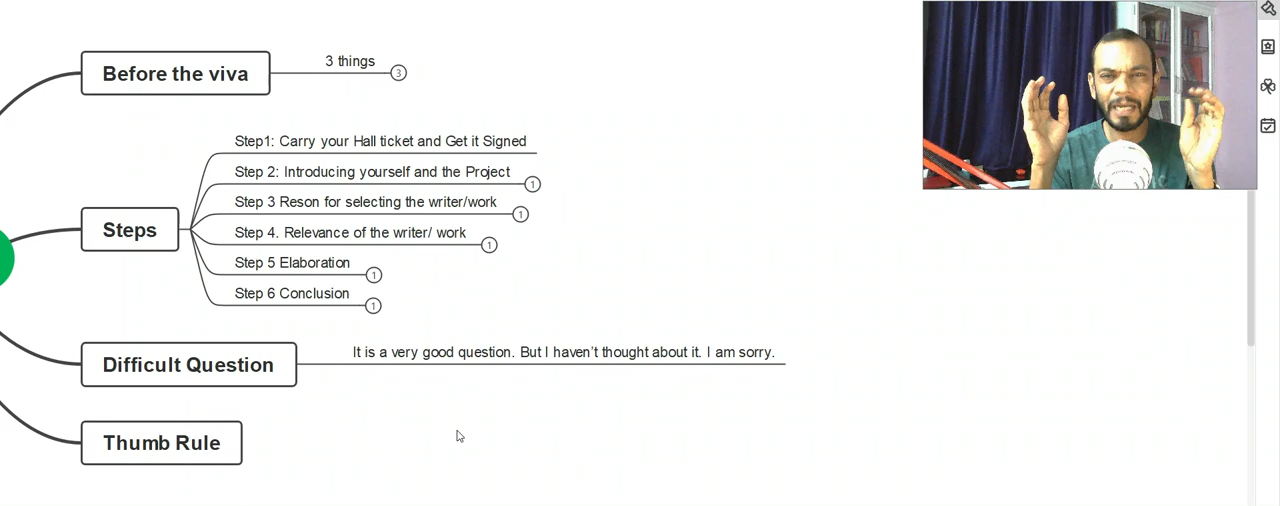 Before the viva
3 things
3
Step1: Carry your Hall ticket and Get it Signed
Step 2: Introducing yourself and the Project
1
Step 3 Reson for selecting the writer/work
1
Step 4. Relevance of the writer/ work
1
Steps
Step 5 Elaboration
1
Step 6 Conclusion
1
Difficult Question
It is a very good question. But I haven't thought about it. I am sorry.
Thumb Rule